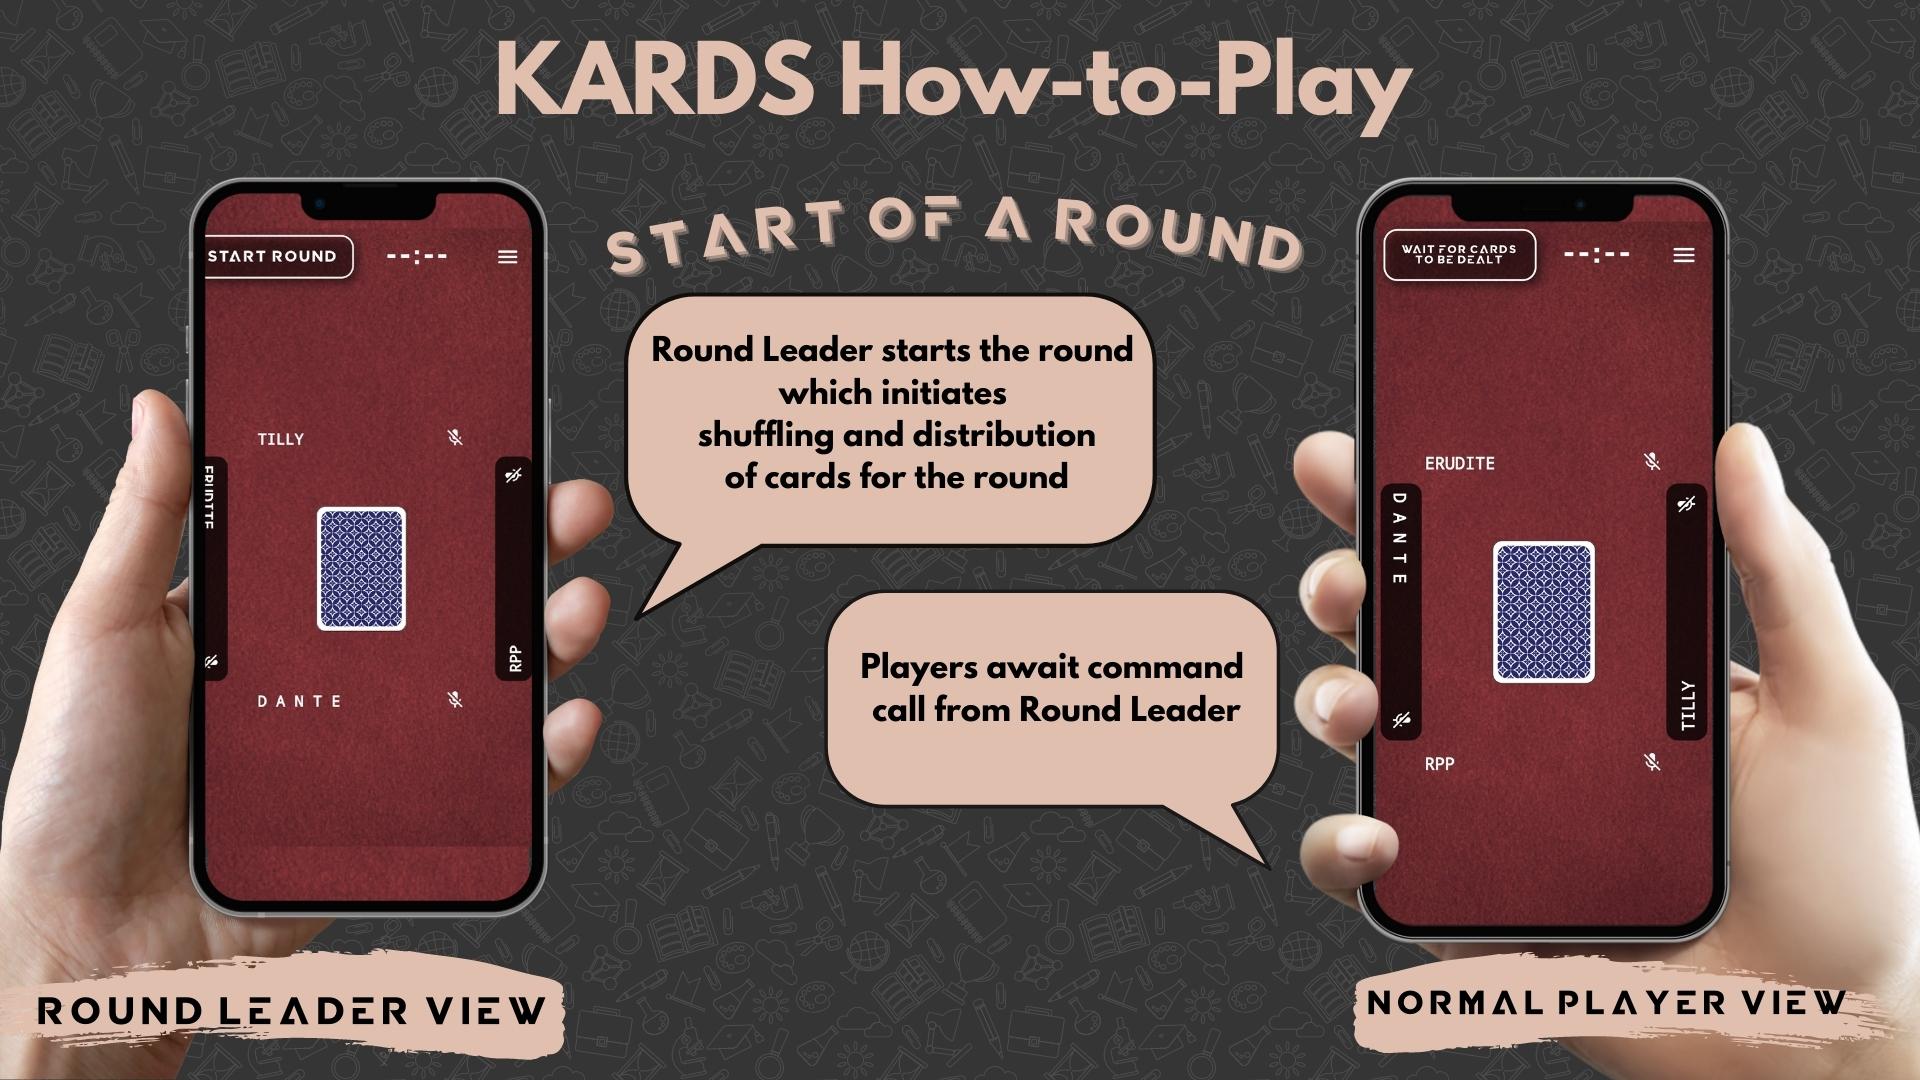 KARDS How-to-Play
START OF A ROUND
START ROUND
--:--
TILLY
ERUDITE
RPP
DANTE
ROUND LEADER VIEW
Round Leader starts the round
which initiates
shuffling and distribution
of cards for the round
Players await command
call from Round Leader
WAIT FOR CARDS
TO BE DEALT
--:--
ERUDITE
DANTE
TILLY
RPP
NORMAL PLAYER VIEW